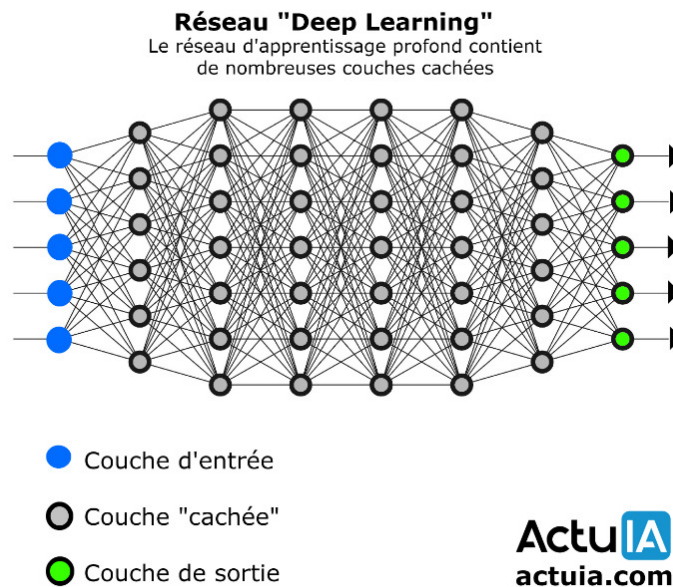 Réseau "Deep Learning"
Le réseau d'apprentissage profond contient
de nombreuses couches cachées
Couche d'entrée
Couche "cachée"
Couche de sortie
ActuIA
actuia.com